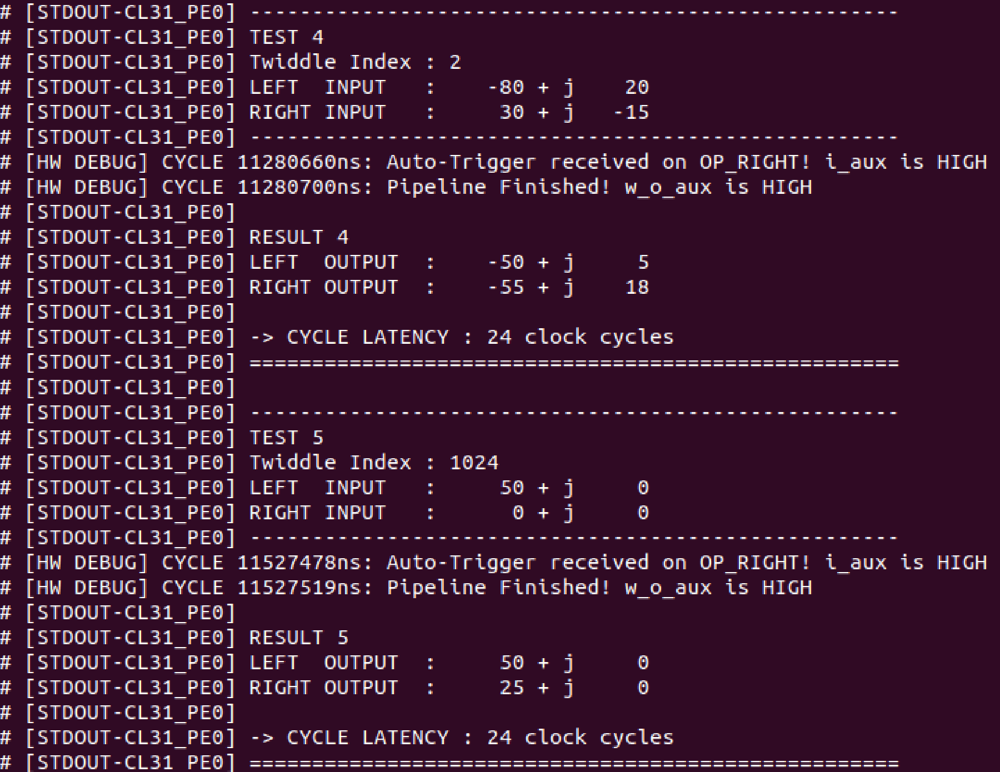 # [STDOUT-CL31_PE0] ----------------------------------------------------
# [STDOUT-CL31_PE0] TEST 4
# [STDOUT-CL31_PE0] Twiddle Index : 2
# [STDOUT-CL31_PE0] LEFT  INPUT   :    -80 + j    20
# [STDOUT-CL31_PE0] RIGHT INPUT   :     30 + j   -15
# [STDOUT-CL31_PE0] ----------------------------------------------------
# [HW DEBUG] CYCLE 11280660ns: Auto-Trigger received on OP_RIGHT! i_aux is HIGH
# [HW DEBUG] CYCLE 11280700ns: Pipeline Finished! w_o_aux is HIGH
# [STDOUT-CL31_PE0]
# [STDOUT-CL31_PE0] RESULT 4
# [STDOUT-CL31_PE0] LEFT  OUTPUT  :    -50 + j     5
# [STDOUT-CL31_PE0] RIGHT OUTPUT  :    -55 + j    18
# [STDOUT-CL31_PE0]
# [STDOUT-CL31_PE0] -> CYCLE LATENCY : 24 clock cycles
# [STDOUT-CL31_PE0] ====================================================
# [STDOUT-CL31_PE0]
# [STDOUT-CL31_PE0] ----------------------------------------------------
# [STDOUT-CL31_PE0] TEST 5
# [STDOUT-CL31_PE0] Twiddle Index : 1024
# [STDOUT-CL31_PE0] LEFT  INPUT   :     50 + j     0
# [STDOUT-CL31_PE0] RIGHT INPUT   :      0 + j     0
# [STDOUT-CL31_PE0] ----------------------------------------------------
# [HW DEBUG] CYCLE 11527478ns: Auto-Trigger received on OP_RIGHT! i_aux is HIGH
# [HW DEBUG] CYCLE 11527519ns: Pipeline Finished! w_o_aux is HIGH
# [STDOUT-CL31_PE0]
# [STDOUT-CL31_PE0] RESULT 5
# [STDOUT-CL31_PE0] LEFT  OUTPUT  :     50 + j     0
# [STDOUT-CL31_PE0] RIGHT OUTPUT  :     25 + j     0
# [STDOUT-CL31_PE0]
# [STDOUT-CL31_PE0] -> CYCLE LATENCY : 24 clock cycles
# [STDOUT-CL31_PE0] ====================================================